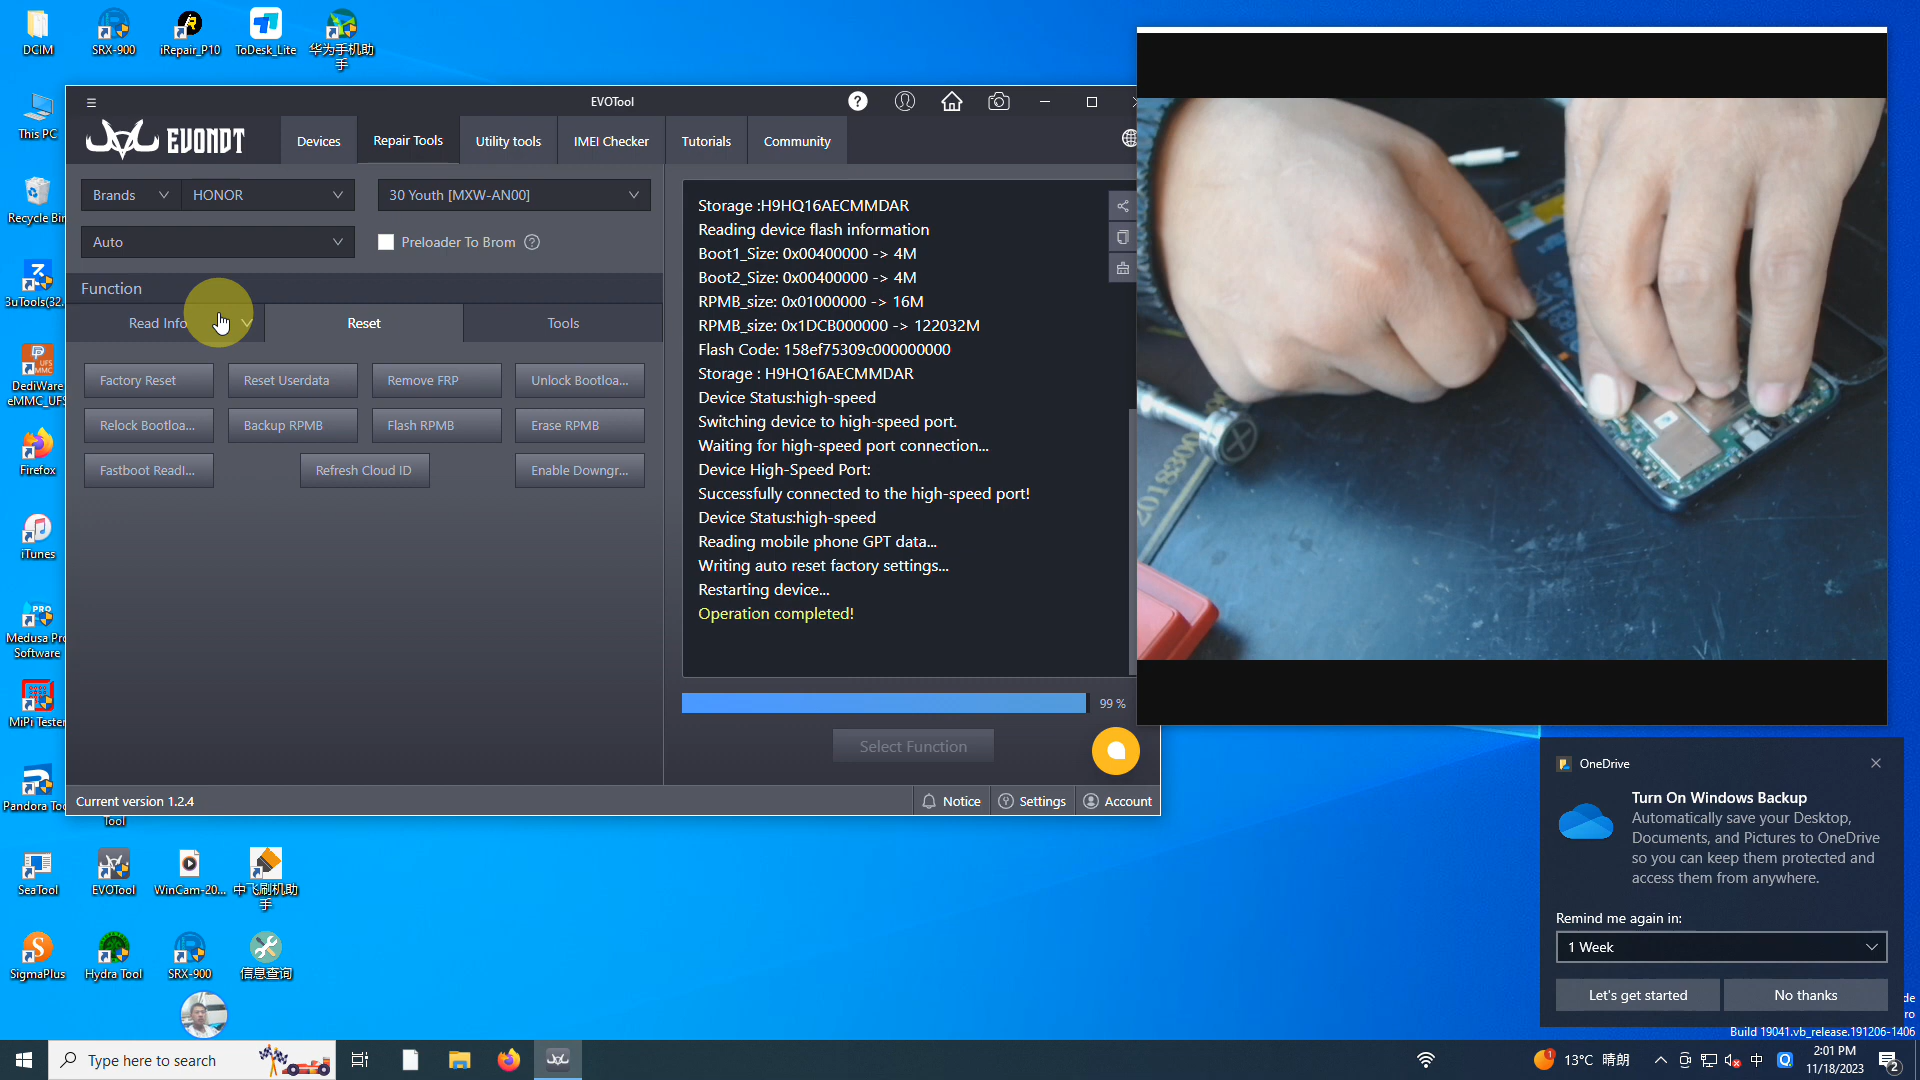 DCIM
SRX-900
iRepair_P10
ToDesk_Lite
华为手机助手
This PC
Recycle Bin
3uTools(32...
DediWare
eMMC_UFS
Firefox
iTunes
Medusa Pro
Software
MiPi Tester
Pandora Too
Tool
SeaTool
EVOTool
WinCam-20...
中飞刷机助手
SigmaPlus
Hydra Tool
SRX-900
信息查询
EVOTool
EVONDT
Devices
Repair Tools
Utility tools
IMEI Checker
Tutorials
Community
Brands
HONOR
30 Youth [MXW-AN00]
Auto
Preloader To Brom
Function
Read Info
Reset
Tools
Factory Reset
Reset Userdata
Remove FRP
Unlock Bootloa...
Relock Bootloa...
Backup RPMB
Flash RPMB
Erase RPMB
Fastboot ReadI...
Refresh Cloud ID
Enable Downgr...
Storage :H9HQ16AECMMDAR
Reading device flash information
Boot1_Size: 0x00400000 -> 4M
Boot2_Size: 0x00400000 -> 4M
RPMB_size: 0x01000000 -> 16M
RPMB_size: 0x1DCB000000 -> 122032M
Flash Code: 158ef75309c000000000
Storage : H9HQ16AECMMDAR
Device Status:high-speed
Switching device to high-speed port.
Waiting for high-speed port connection...
Device High-Speed Port:
Successfully connected to the high-speed port!
Device Status:high-speed
Reading mobile phone GPT data...
Writing auto reset factory settings...
Restarting device...
Operation completed!
99 %
Select Function
Current version 1.2.4
Notice
Settings
Account
20183000
OneDrive
Turn On Windows Backup
Automatically save your Desktop,
Documents, and Pictures to OneDrive
so you can keep them protected and
access them from anywhere.
Remind me again in:
1 Week
Let's get started
No thanks
de
ro
Build 19041.vb_release.191206-1406
Type here to search
13°C 晴朗
中
2:01 PM
11/18/2023
2